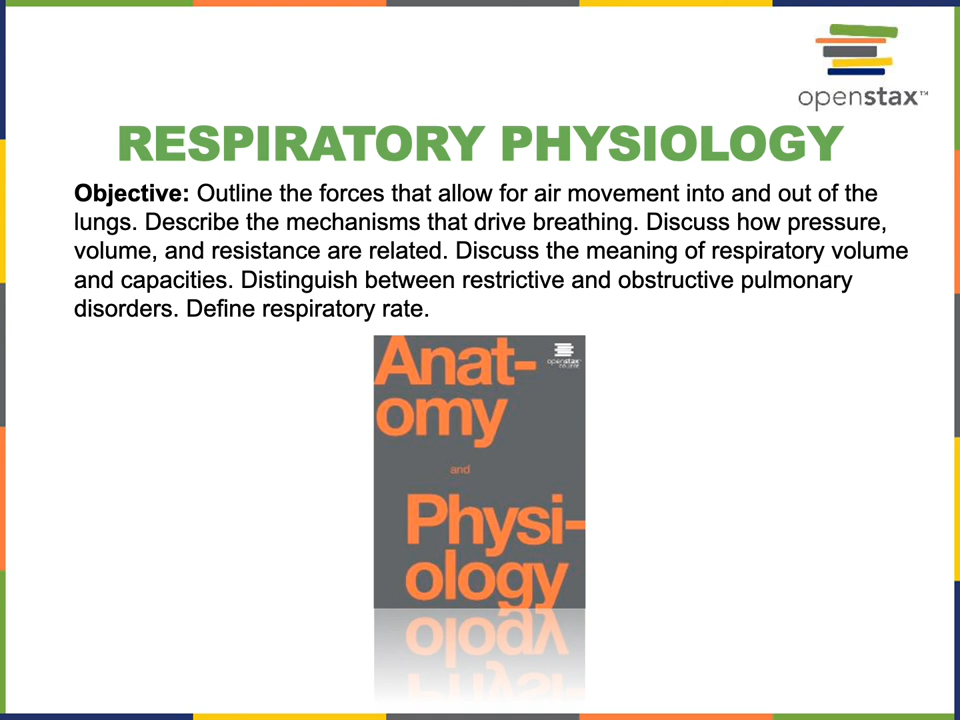 openstax™
RESPIRATORY PHYSIOLOGY
Objective: Outline the forces that allow for air movement into and out of the
lungs. Describe the mechanisms that drive breathing. Discuss how pressure,
volume, and resistance are related. Discuss the meaning of respiratory volume
and capacities. Distinguish between restrictive and obstructive pulmonary
disorders. Define respiratory rate.
Anat-
openstax
omy
and
Physi-
ology